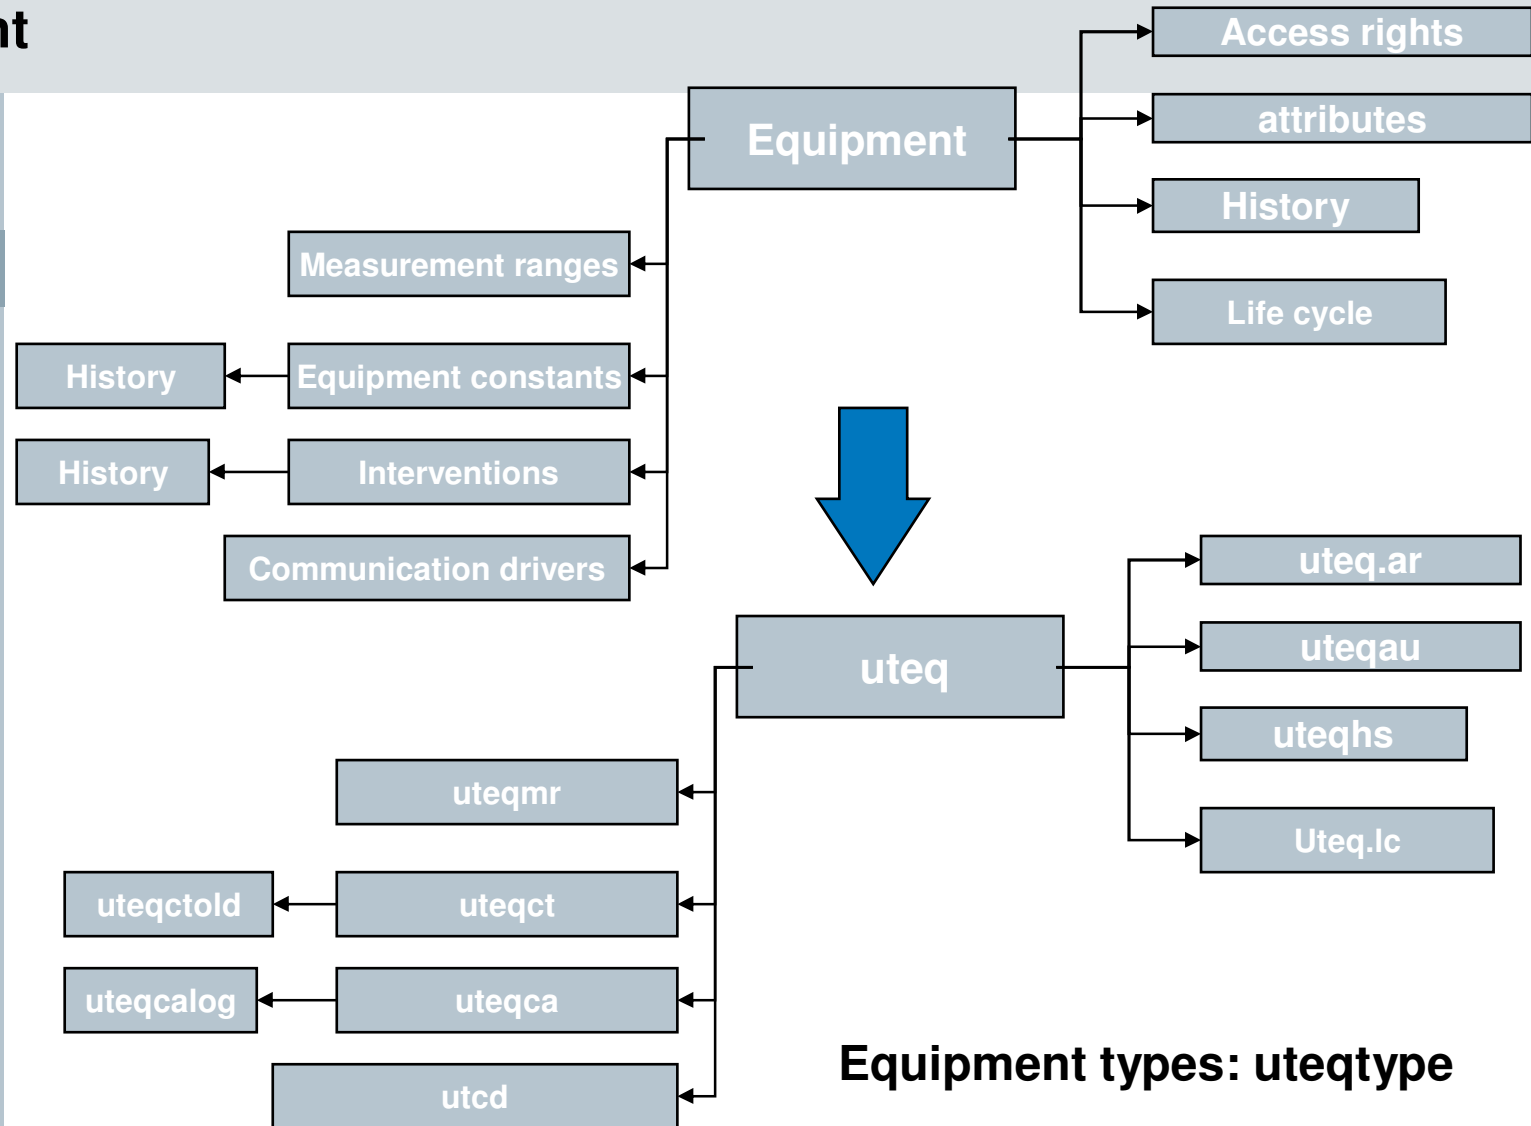 nt
Access rights
attributes
Equipment
History
Measurement ranges
Life cycle
History
Equipment constants
History
Interventions
Communication drivers
uteq.ar
uteqau
uteq
uteqhs
uteqmr
Uteq.lc
uteqctold
uteqct
uteqcalog
uteqca
Equipment types: uteqtype
utcd